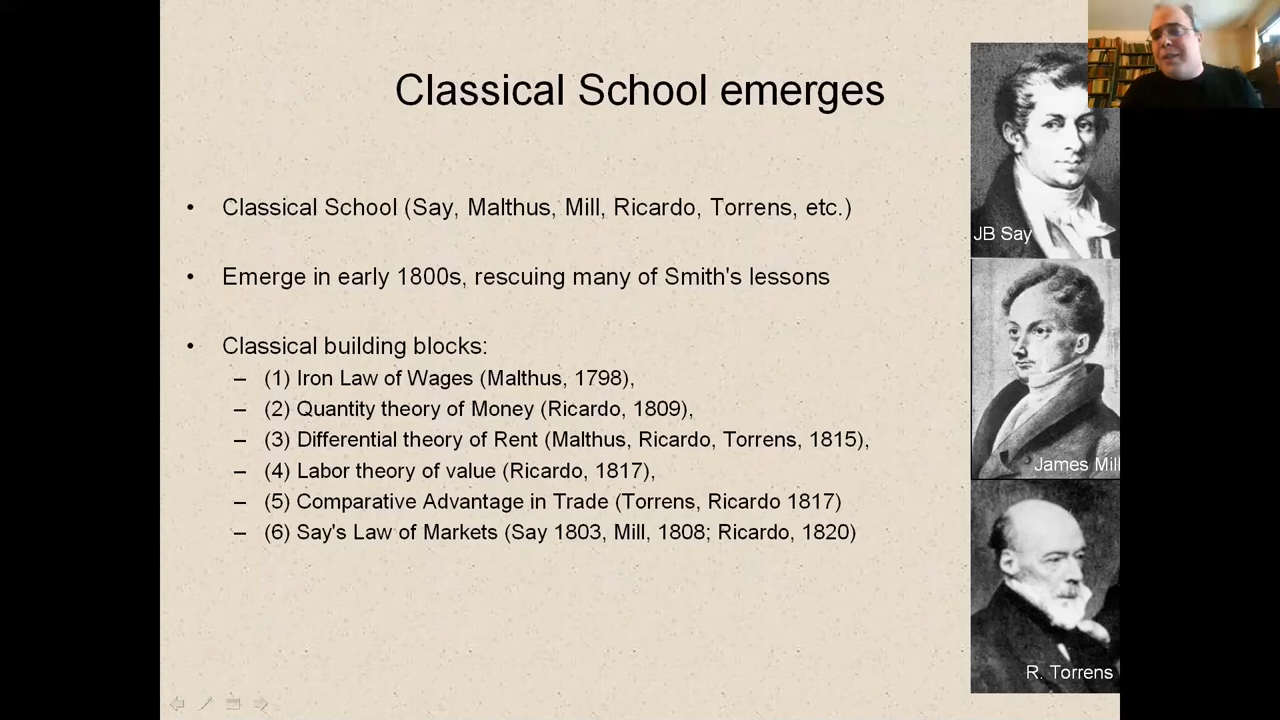 Classical School emerges
• Classical School (Say, Malthus, Mill, Ricardo, Torrens, etc.)
• Emerge in early 1800s, rescuing many of Smith's lessons
• Classical building blocks:
– (1) Iron Law of Wages (Malthus, 1798),
– (2) Quantity theory of Money (Ricardo, 1809),
– (3) Differential theory of Rent (Malthus, Ricardo, Torrens, 1815),
– (4) Labor theory of value (Ricardo, 1817),
– (5) Comparative Advantage in Trade (Torrens, Ricardo 1817)
– (6) Say's Law of Markets (Say 1803, Mill, 1808; Ricardo, 1820)
JB Say
James Mill
R. Torrens